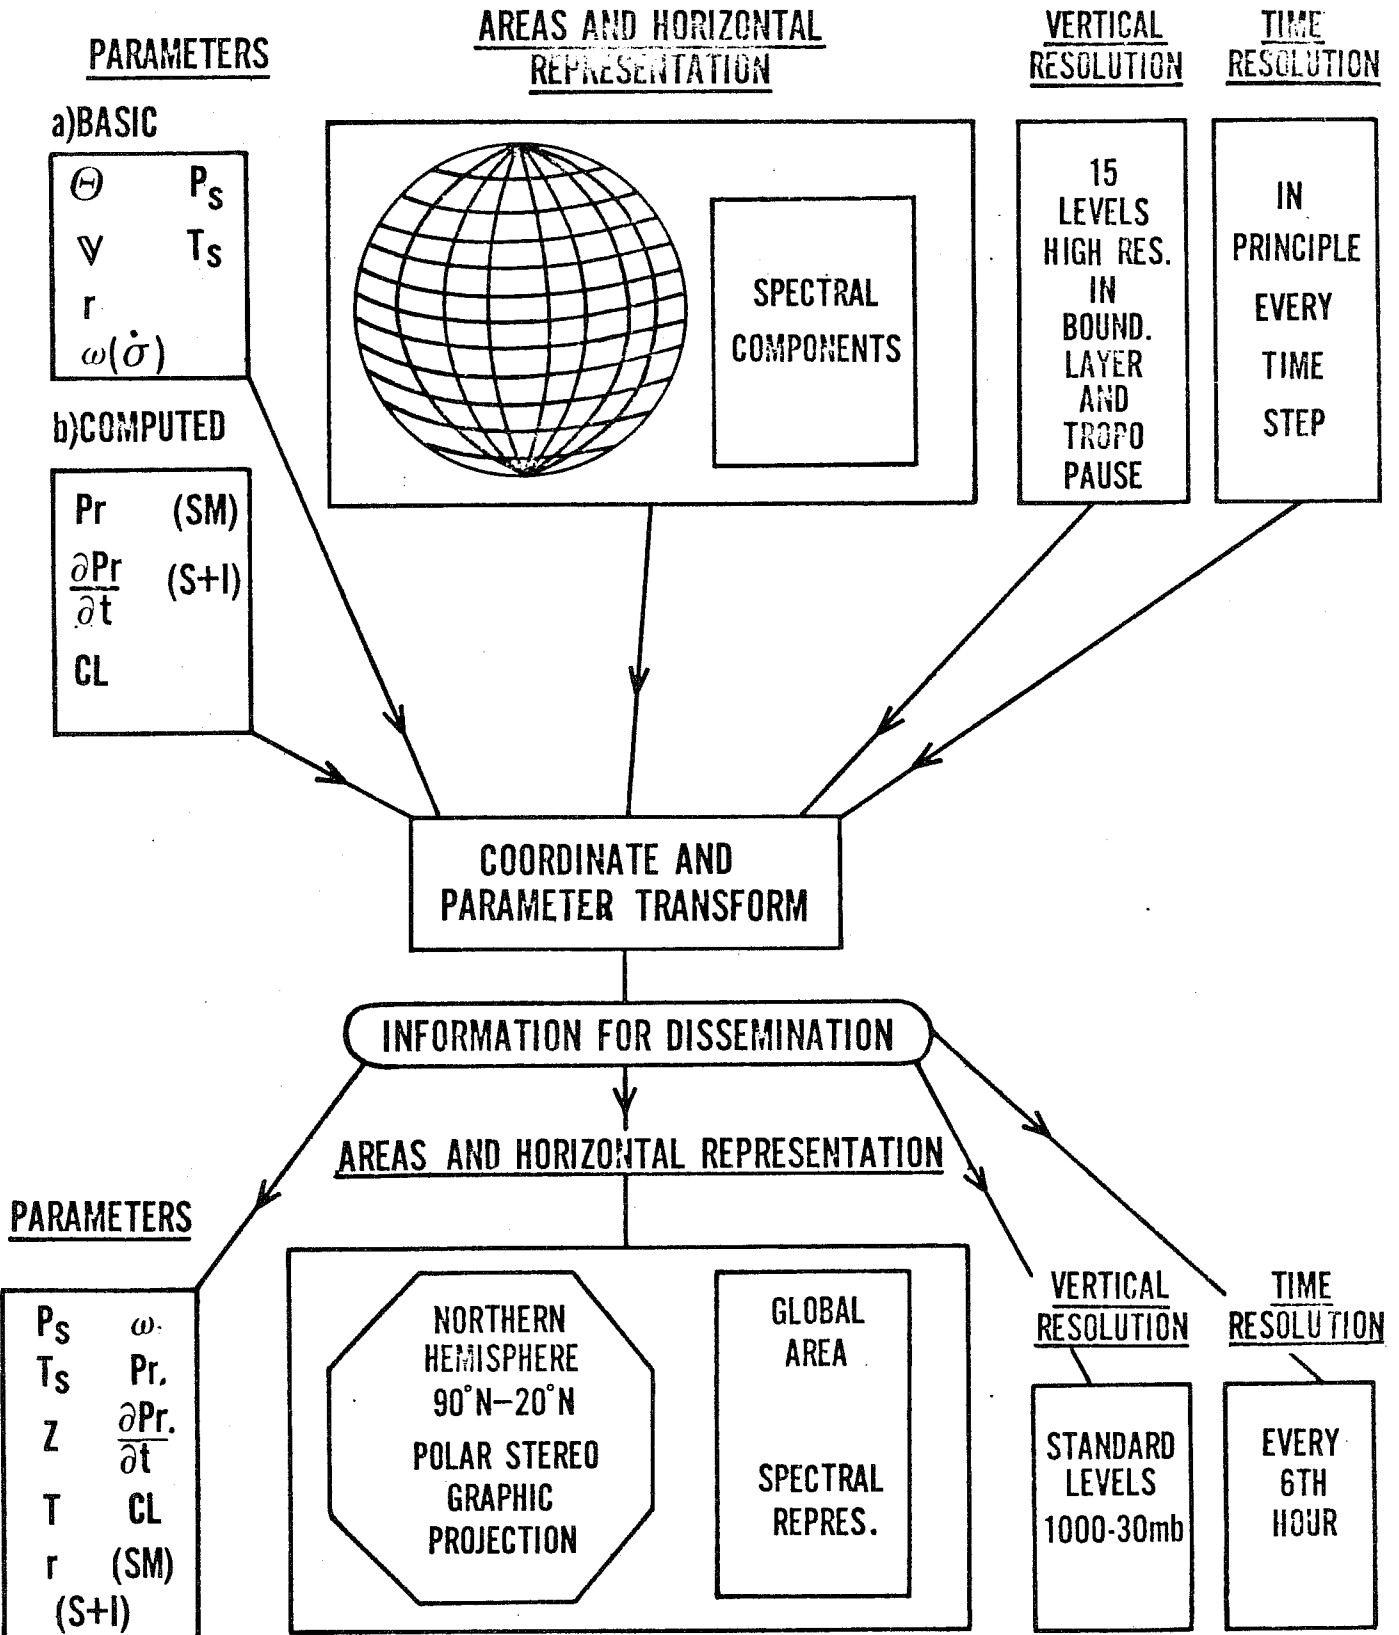 PARAMETERS
a)BASIC
Θ Ps
𝕍 Ts
r
ω(σ̇)
b)COMPUTED
Pr (SM)
∂Pr/∂t (S+I)
CL
AREAS AND HORIZONTAL
REPRESENTATION
SPECTRAL
COMPONENTS
VERTICAL
RESOLUTION
15
LEVELS
HIGH RES.
IN
BOUND.
LAYER
AND
TROPO
PAUSE
TIME
RESOLUTION
IN
PRINCIPLE
EVERY
TIME
STEP
COORDINATE AND
PARAMETER TRANSFORM
INFORMATION FOR DISSEMINATION
PARAMETERS
Ps ω
Ts Pr.
Z ∂Pr./∂t
T CL
r (SM)
(S+I)
AREAS AND HORIZONTAL REPRESENTATION
NORTHERN
HEMISPHERE
90°N–20°N
POLAR STEREO
GRAPHIC
PROJECTION
GLOBAL
AREA
SPECTRAL
REPRES.
VERTICAL
RESOLUTION
STANDARD
LEVELS
1000-30mb
TIME
RESOLUTION
EVERY
6TH
HOUR